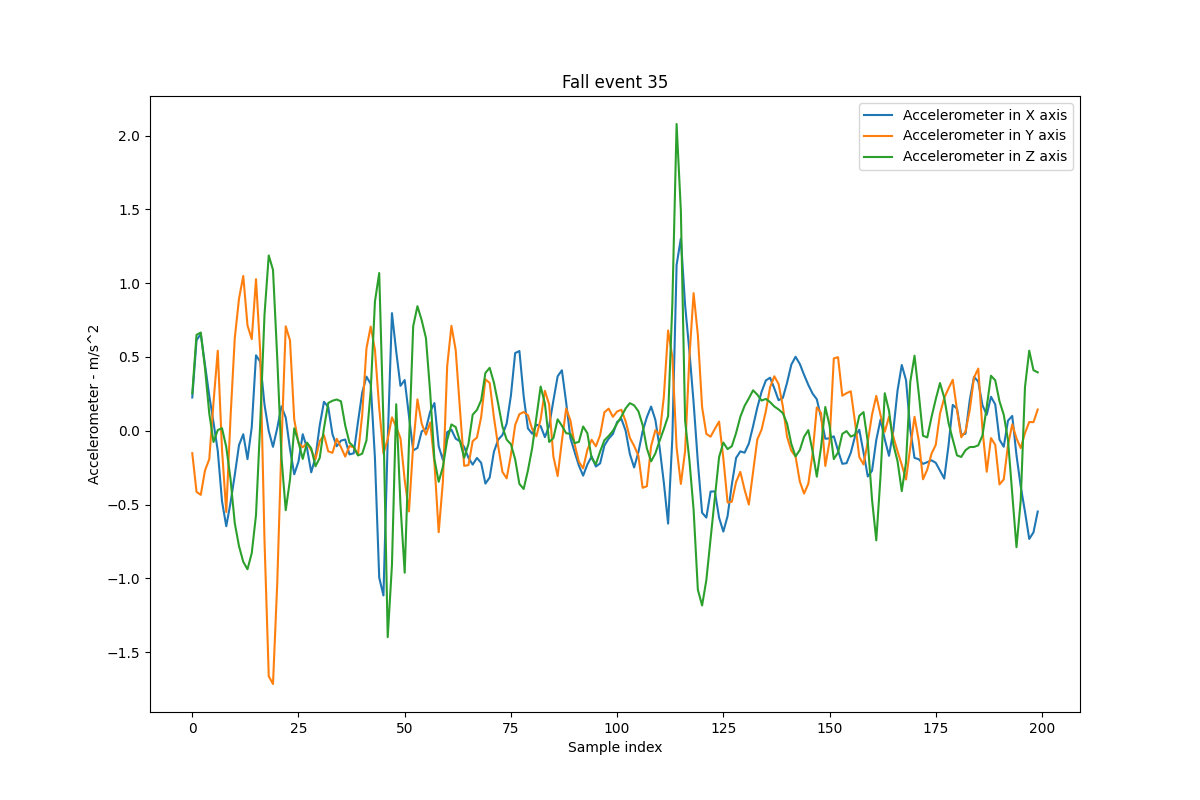 Fall event 35
Accelerometer in X axis
Accelerometer in Y axis
Accelerometer in Z axis
Accelerometer - m/s^2
2.0
1.5
1.0
0.5
0.0
−0.5
−1.0
−1.5
0 25 50 75 100 125 150 175 200
Sample index